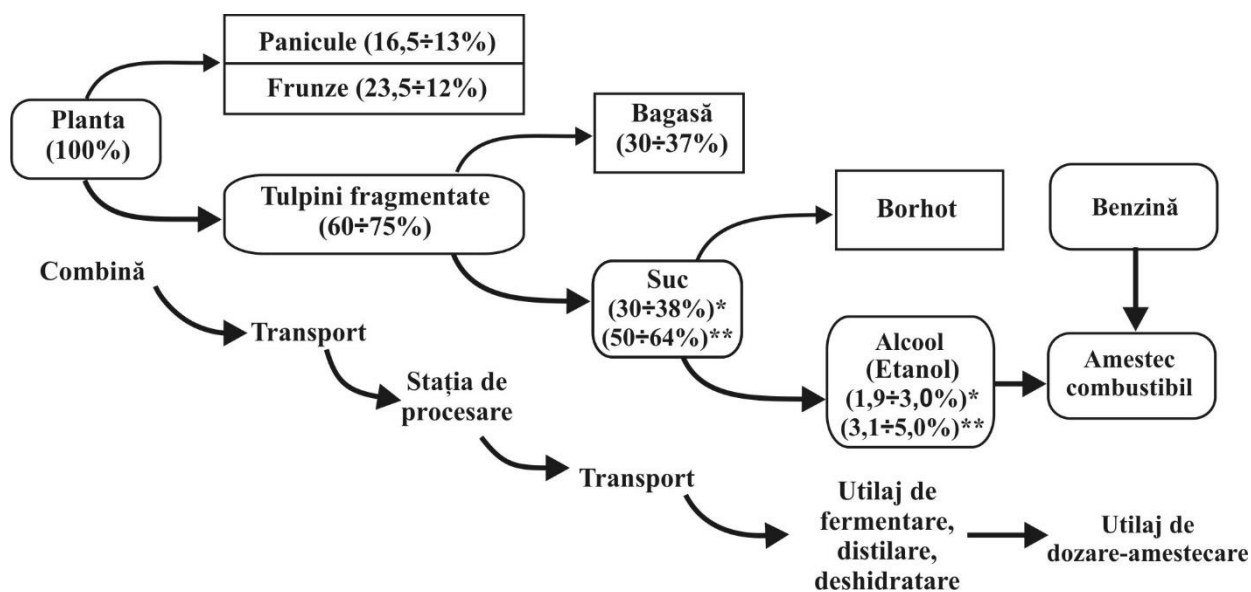 Panicule (16,5÷13%)
Frunze (23,5÷12%)
Planta
(100%)
Bagasă
(30÷37%)
Tulpini fragmentate
(60÷75%)
Borhot
Benzină
Combină
Suc
(30÷38%)*
(50÷64%)**
Transport
Alcool
(Etanol)
(1,9÷3,0%)*
(3,1÷5,0%)**
Amestec
combustibil
Stația de
procesare
Transport
Utilaj de
fermentare,
distilare,
deshidratare
Utilaj de
dozare-amestecare